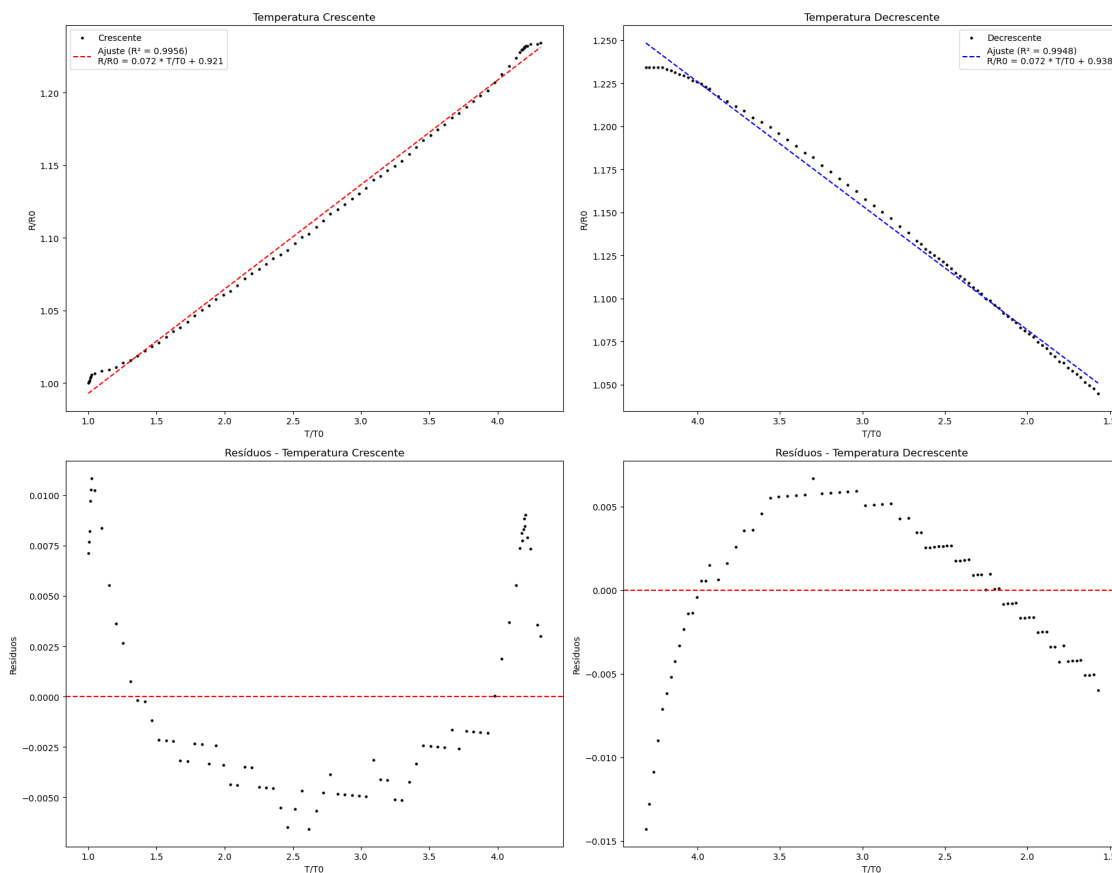 Temperatura Crescente
Crescente
Ajuste (R² = 0.9956)
R/R0 = 0.072 * T/T0 + 0.921
1.20
1.15
1.10
1.05
1.00
R/R0
1.0
1.5
2.0
2.5
3.0
3.5
4.0
T/T0
Temperatura Decrescente
Decrescente
Ajuste (R² = 0.9948)
R/R0 = 0.072 * T/T0 + 0.938
1.250
1.225
1.200
1.175
1.150
1.125
1.100
1.075
1.050
R/R0
4.0
3.5
3.0
2.5
2.0
1.5
T/T0
Resíduos - Temperatura Crescente
0.0100
0.0075
0.0050
0.0025
0.0000
−0.0025
−0.0050
Resíduos
1.0
1.5
2.0
2.5
3.0
3.5
4.0
T/T0
Resíduos - Temperatura Decrescente
0.005
0.000
−0.005
−0.010
−0.015
Resíduos
4.0
3.5
3.0
2.5
2.0
1.5
T/T0